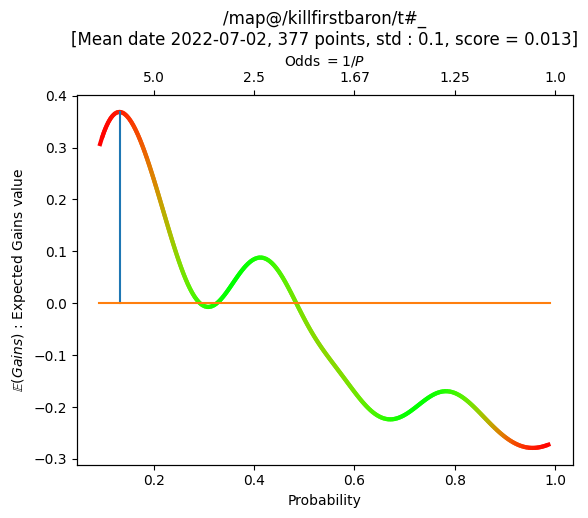 /map@/killfirstbaron/t#_
[Mean date 2022-07-02, 377 points, std : 0.1, score = 0.013]
Odds = 1/P
5.0 2.5 1.67 1.25 1.0
0.4
0.3
0.2
0.1
0.0
−0.1
−0.2
−0.3
𝔼(Gains) : Expected Gains value
0.2 0.4 0.6 0.8 1.0
Probability